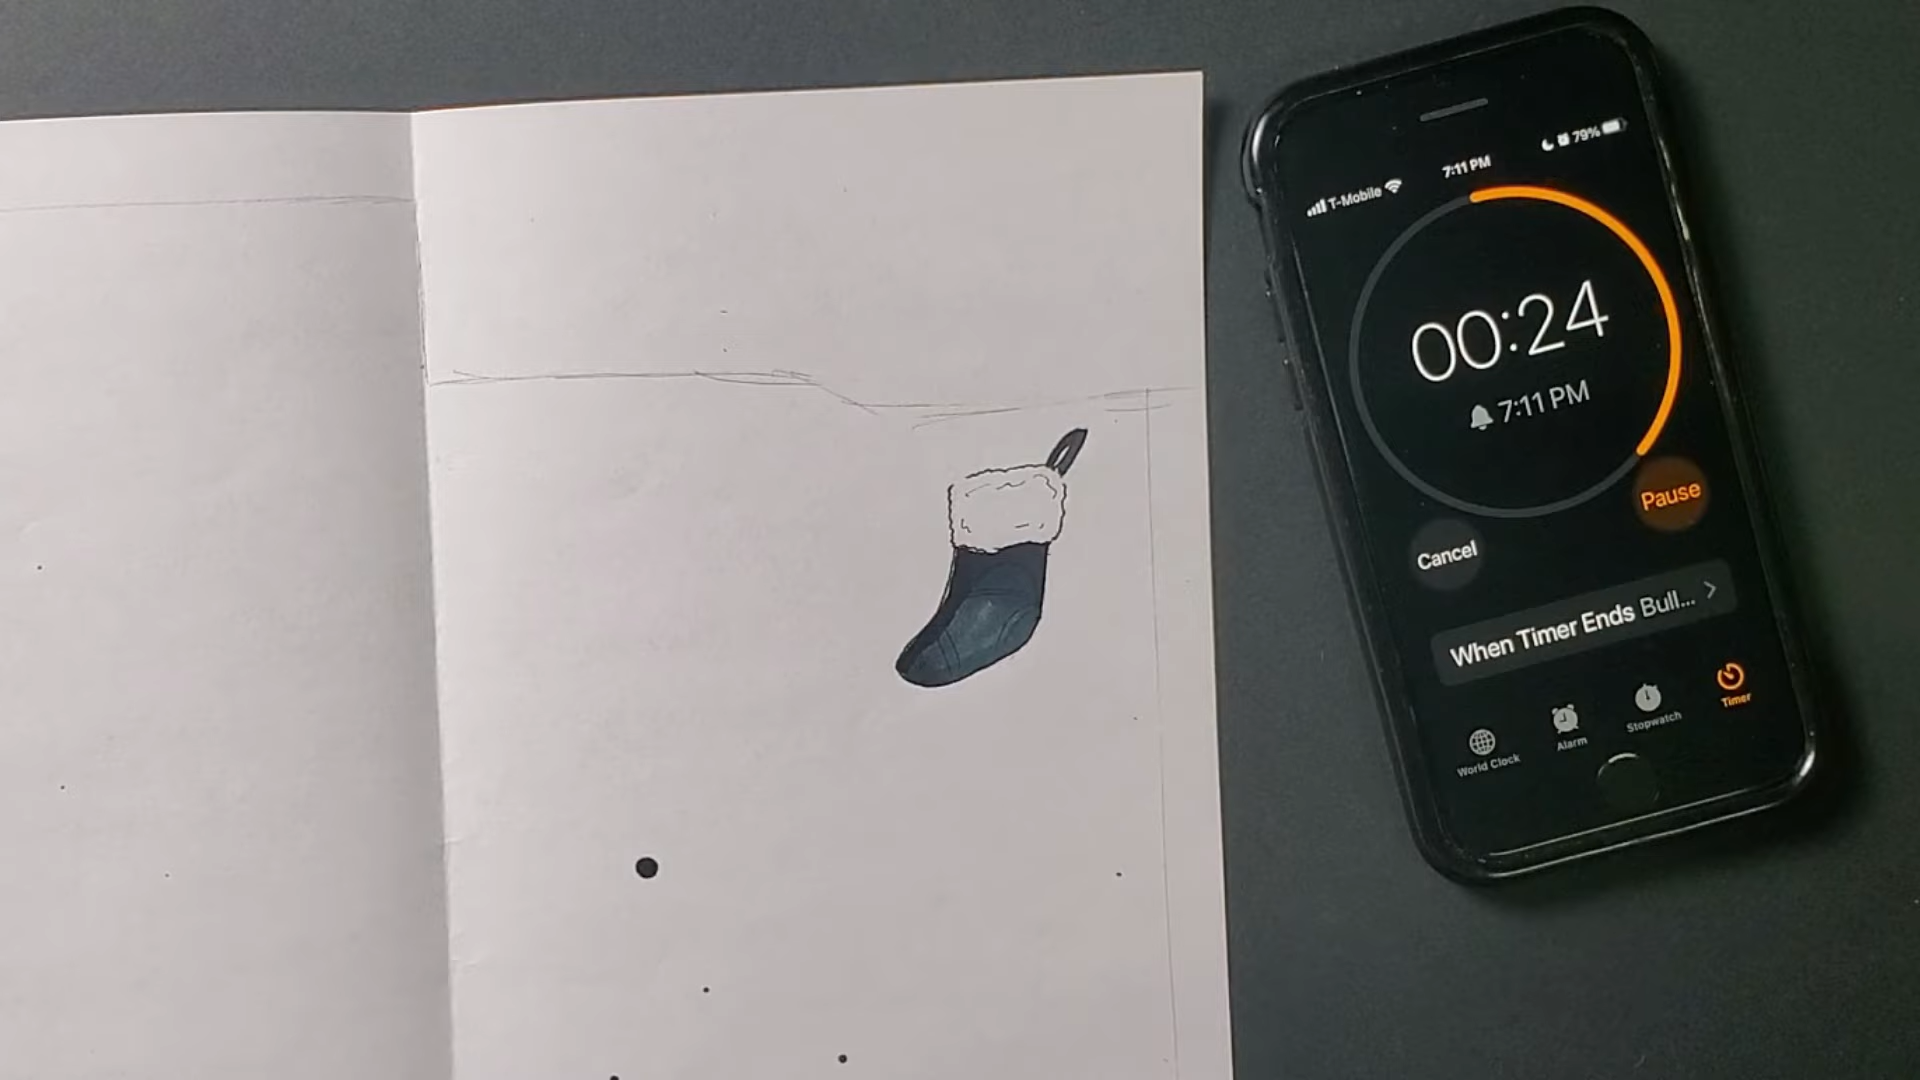 T-Mobile
7:11 PM
79%
00:24
7:11 PM
Cancel
Pause
When Timer Ends Bull...
World Clock
Alarm
Stopwatch
Timer